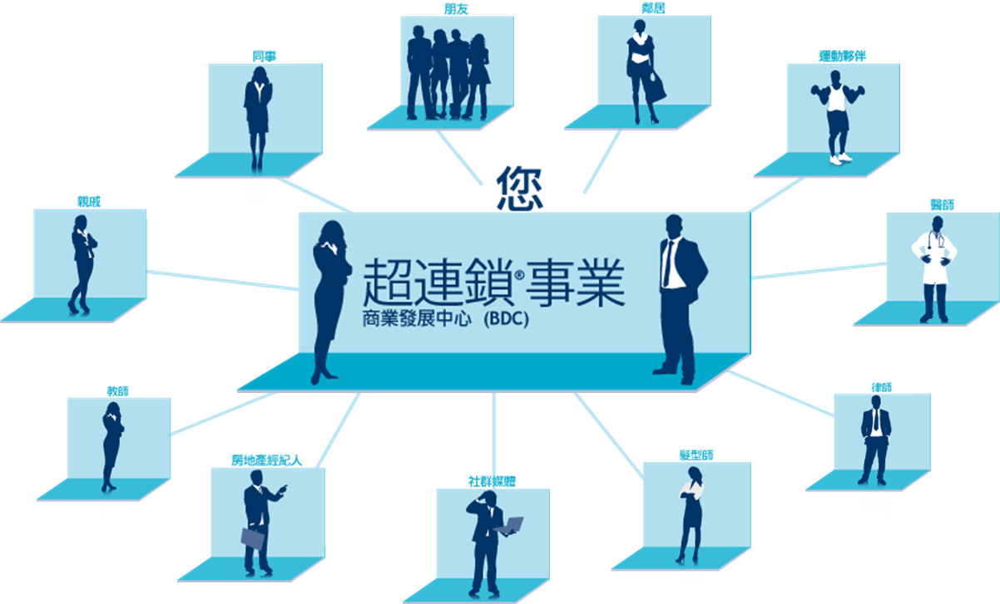 朋友
鄰居
同事
運動夥伴
您
親戚
醫師
超連鎖®事業
商業發展中心 (BDC)
教師
律師
房地產經紀人
髮型師
社群媒體